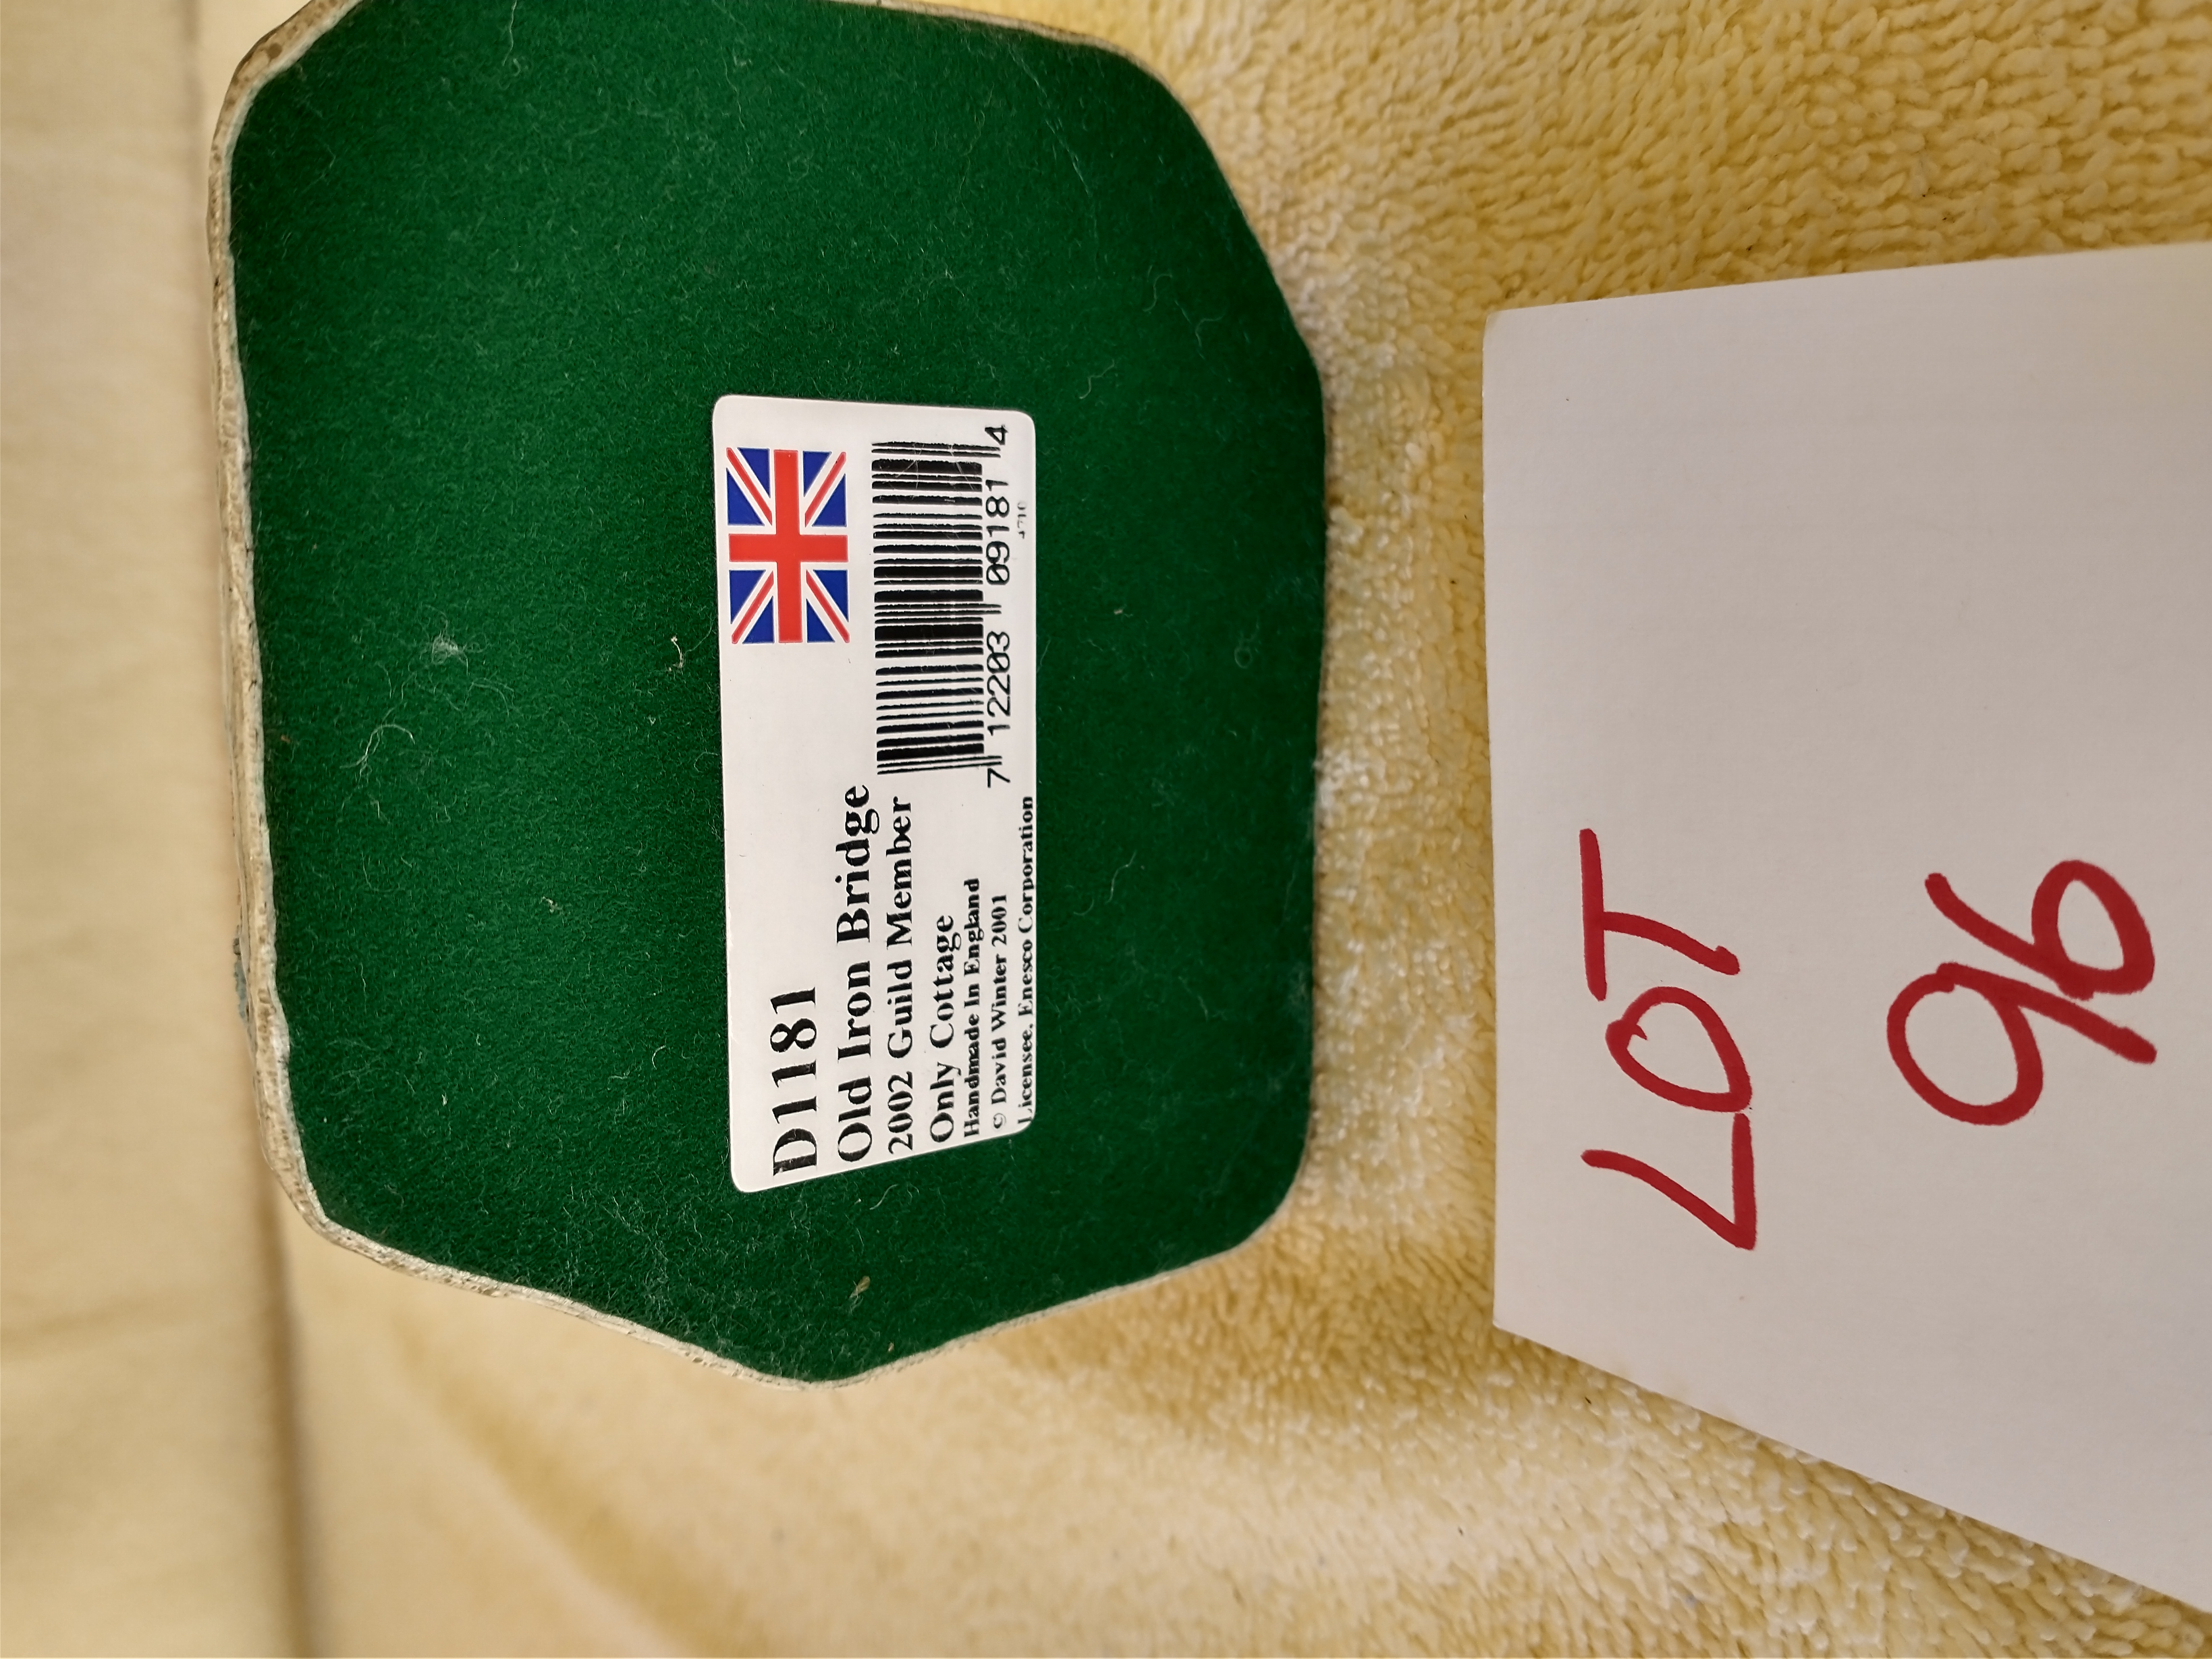 D1181
Old Iron Bridge
2002 Guild Member
Only Cottage
Handmade In England
© David Winter 2001
Licensee, Enesco Corporation
7 12203 09181 4
LOT
96